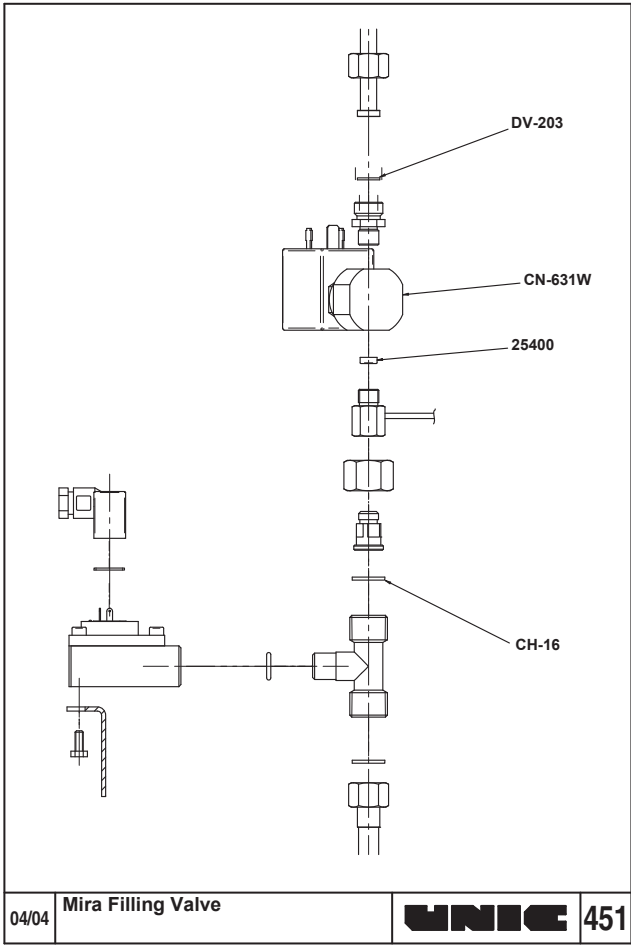 DV-203
CN-631W
25400
CH-16
04/04
Mira Filling Valve
UNIC
451